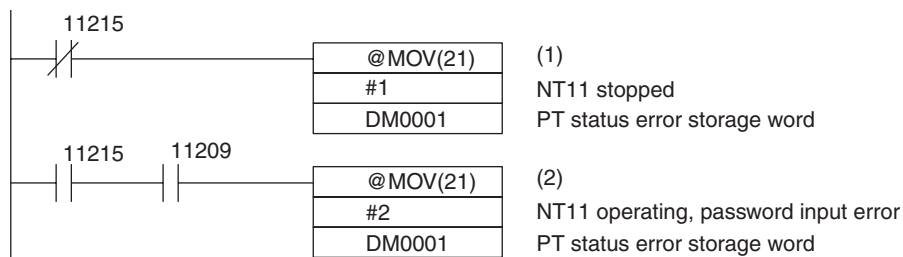 11215
@MOV(21) (1)
#1 NT11 stopped
DM0001 PT status error storage word
11215 11209
@MOV(21) (2)
#2 NT11 operating, password input error
DM0001 PT status error storage word